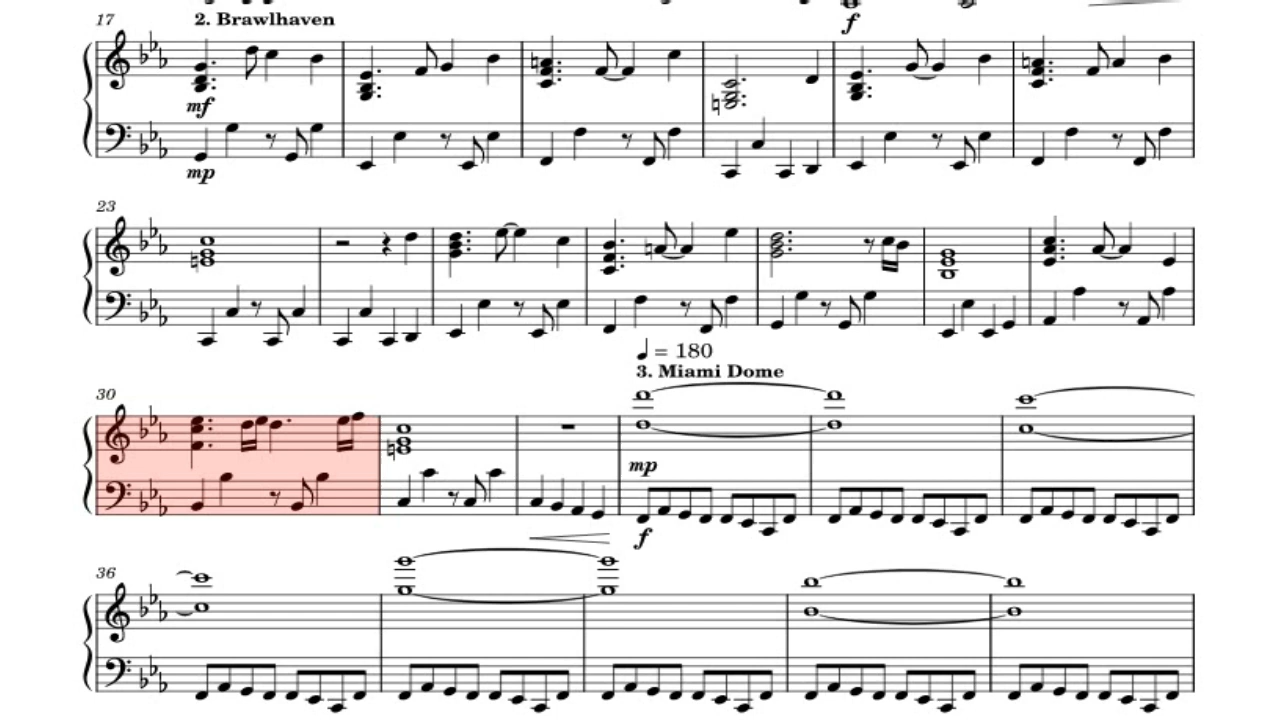 f
17
2. Brawlhaven
mf
mp
23
♩ = 180
30
3. Miami Dome
mp
f
36